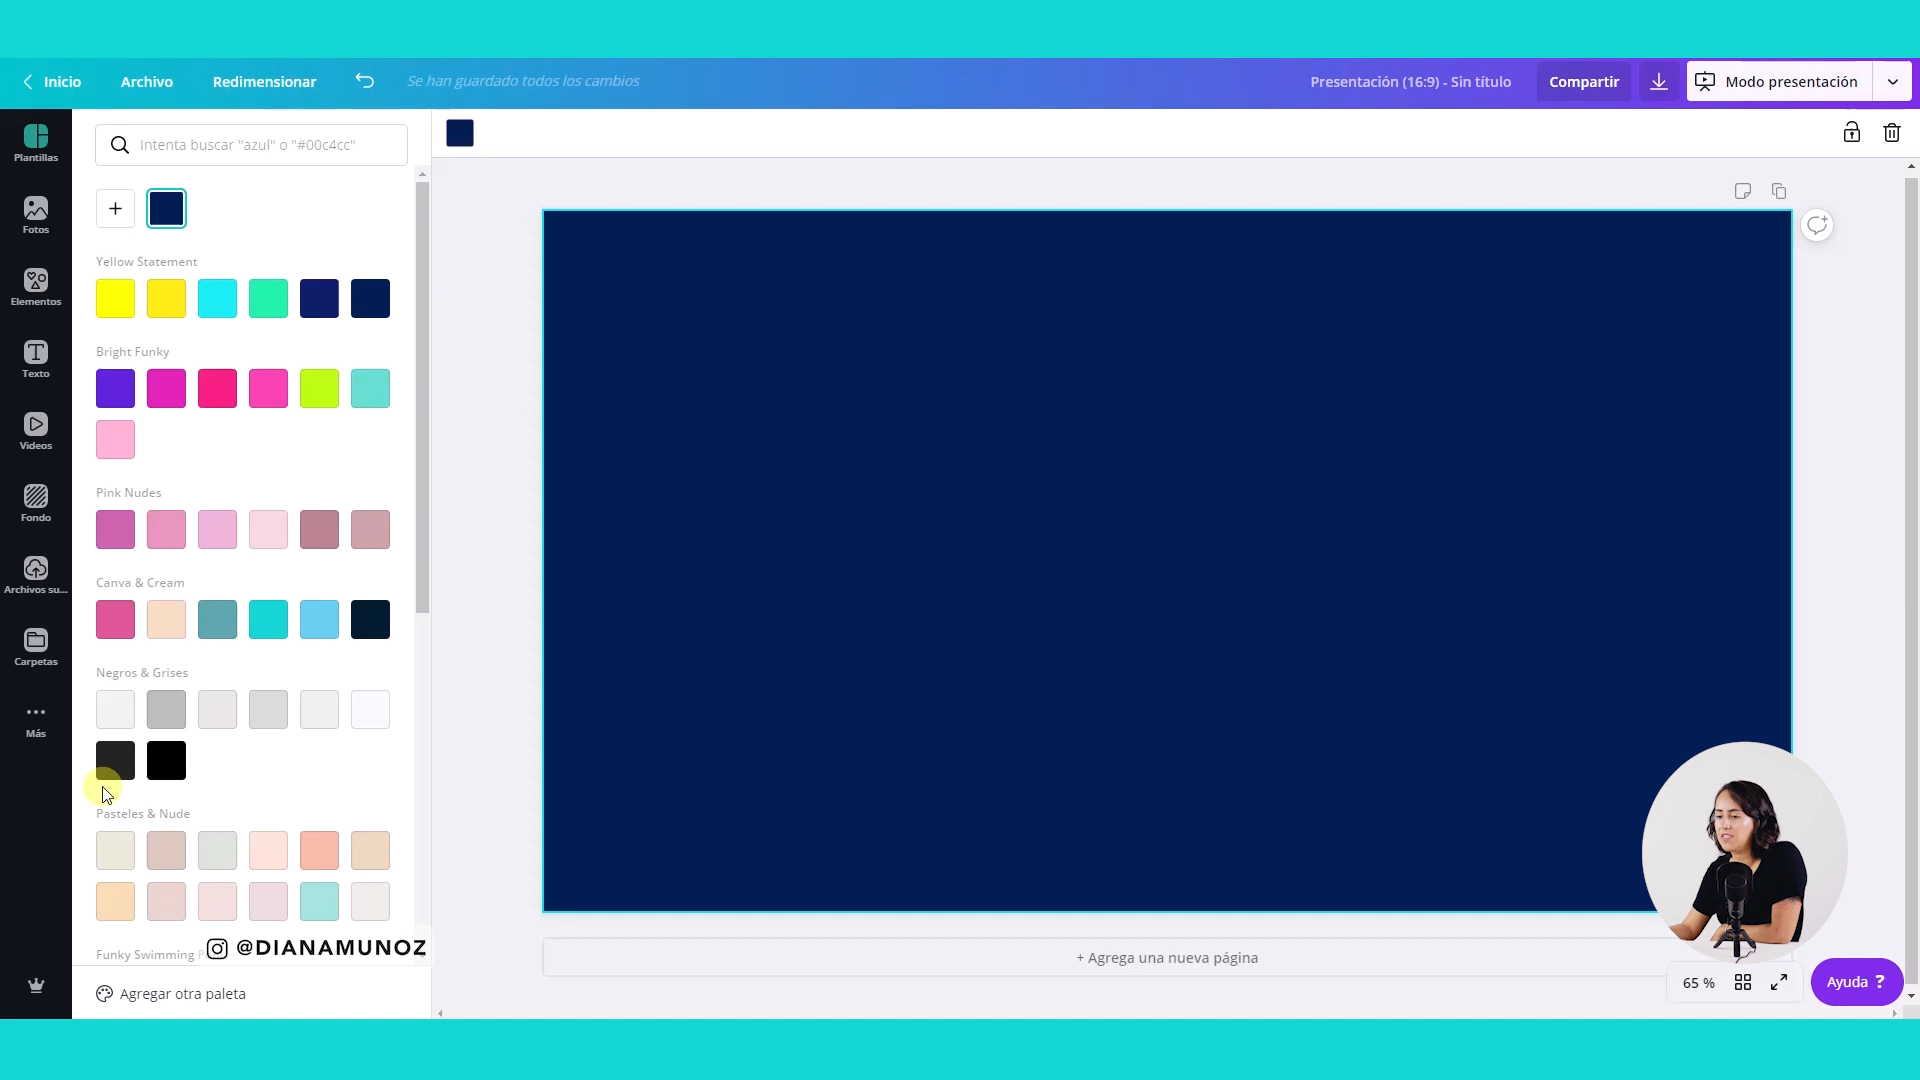 Inicio
Archivo
Redimensionar
Se han guardado todos los cambios
Presentación (16:9) - Sin título
Compartir
Modo presentación
Plantillas
Fotos
Elementos
Texto
Videos
Fondo
Archivos su...
Carpetas
Más
Intenta buscar "azul" o "#00c4cc"
+
Yellow Statement
Bright Funky
Pink Nudes
Canva & Cream
Negros & Grises
Pasteles & Nude
Funky Swimming
@DIANAMUNOZ
Agregar otra paleta
+ Agrega una nueva página
65 %
Ayuda ?